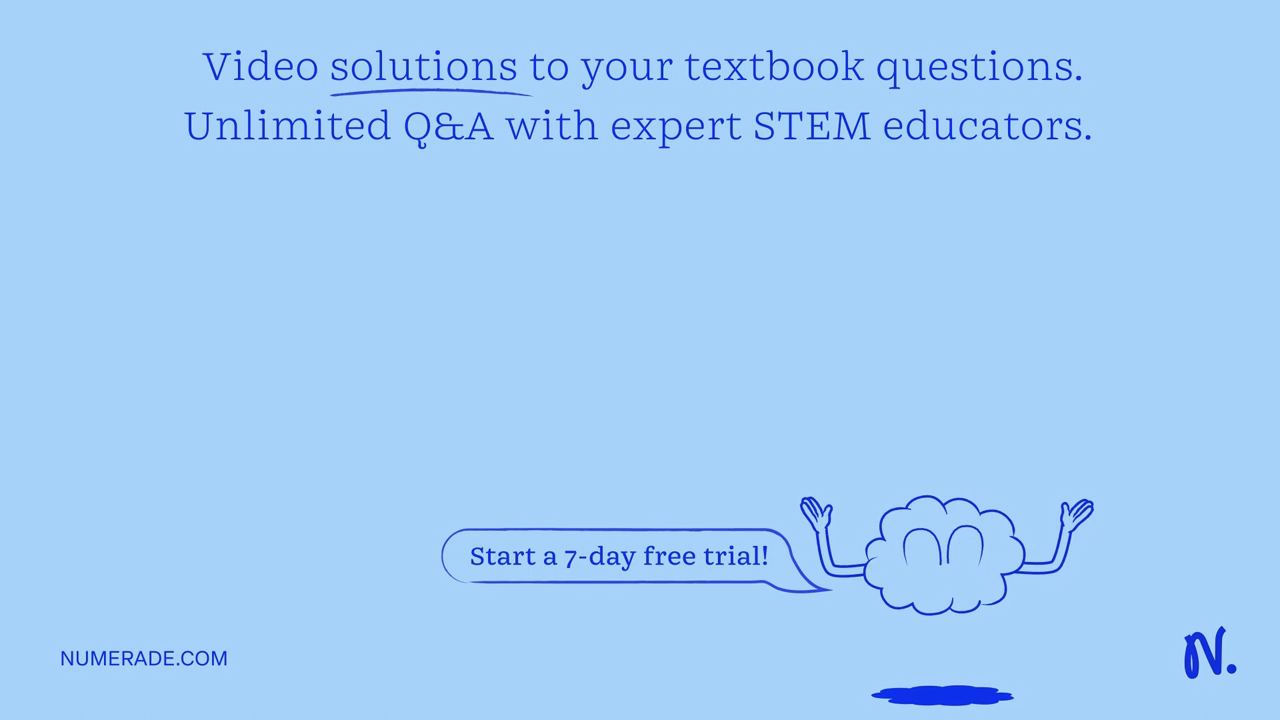 Video solutions to your textbook questions.
Unlimited Q&A with expert STEM educators.
Start a 7-day free trial!
NUMERADE.COM
N.